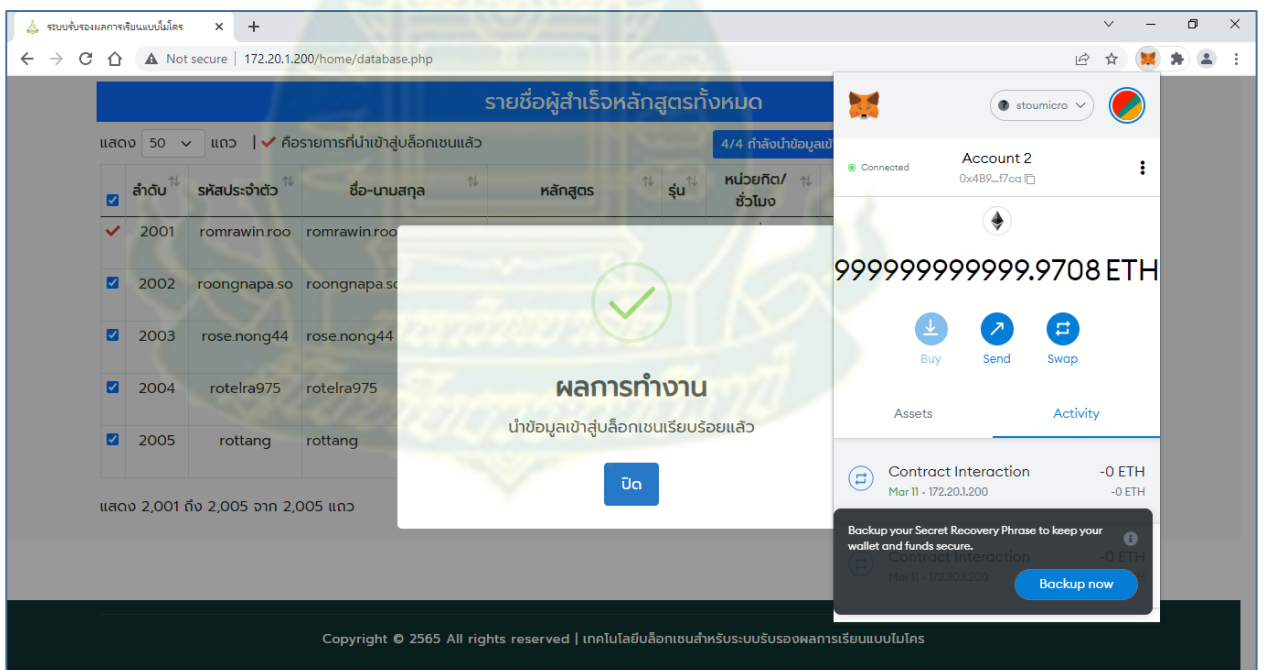 ระบบรับรองผลการเรียนแบบไมโคร
Not secure | 172.20.1.200/home/database.php
รายชื่อผู้สำเร็จหลักสูตรทั้งหมด
แสดง 50 แถว | ✓ คือรายการที่นำเข้าสู่บล็อกเชนแล้ว
4/4 กำลังนำข้อมูลเข้า
ลำดับ รหัสประจำตัว ชื่อ-นามสกุล หลักสูตร รุ่น หน่วยกิต/
ชั่วโมง
2001 romrawin.roo romrawin.roo
2002 roongnapa.so roongnapa.so
2003 rose.nong44 rose.nong44
2004 rotelra975 rotelra975
2005 rottang rottang
แสดง 2,001 ถึง 2,005 จาก 2,005 แถว
ผลการทำงาน
นำข้อมูลเข้าสู่บล็อกเชนเรียบร้อยแล้ว
ปิด
stoumicro
Connected
Account 2
0x4B9...f7ca
999999999999.9708 ETH
Buy Send Swap
Assets Activity
Contract Interaction -0 ETH
Mar 11 · 172.20.1.200 -0 ETH
Backup your Secret Recovery Phrase to keep your
wallet and funds secure.
Contract Interaction -0 ETH
Mar 11 · 172.20.1.200
Backup now
Copyright © 2565 All rights reserved | เทคโนโลยีบล็อกเชนสำหรับระบบรับรองผลการเรียนแบบไมโคร